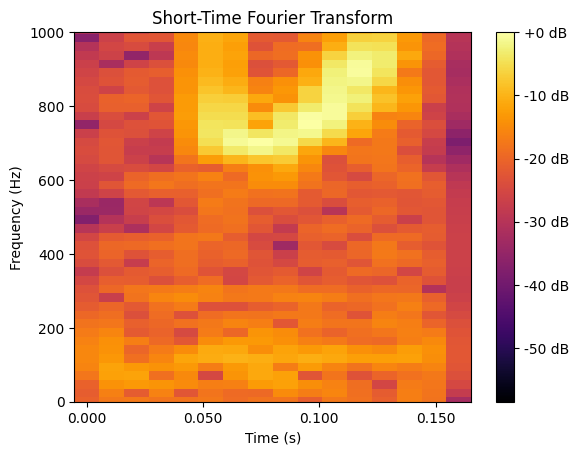 Short-Time Fourier Transform
1000
800
600
400
200
0
Frequency (Hz)
0.000
0.050
0.100
0.150
Time (s)
+0 dB
-10 dB
-20 dB
-30 dB
-40 dB
-50 dB